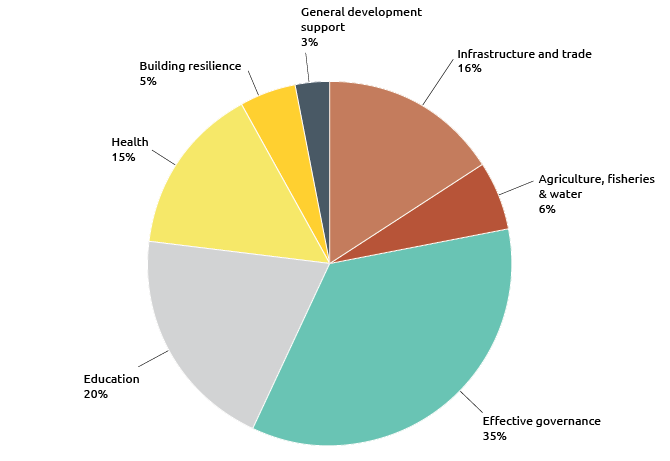 General development
support
3%
Infrastructure and trade
16%
Building resilience
5%
Health
15%
Agriculture, fisheries
& water
6%
Education
20%
Effective governance
35%